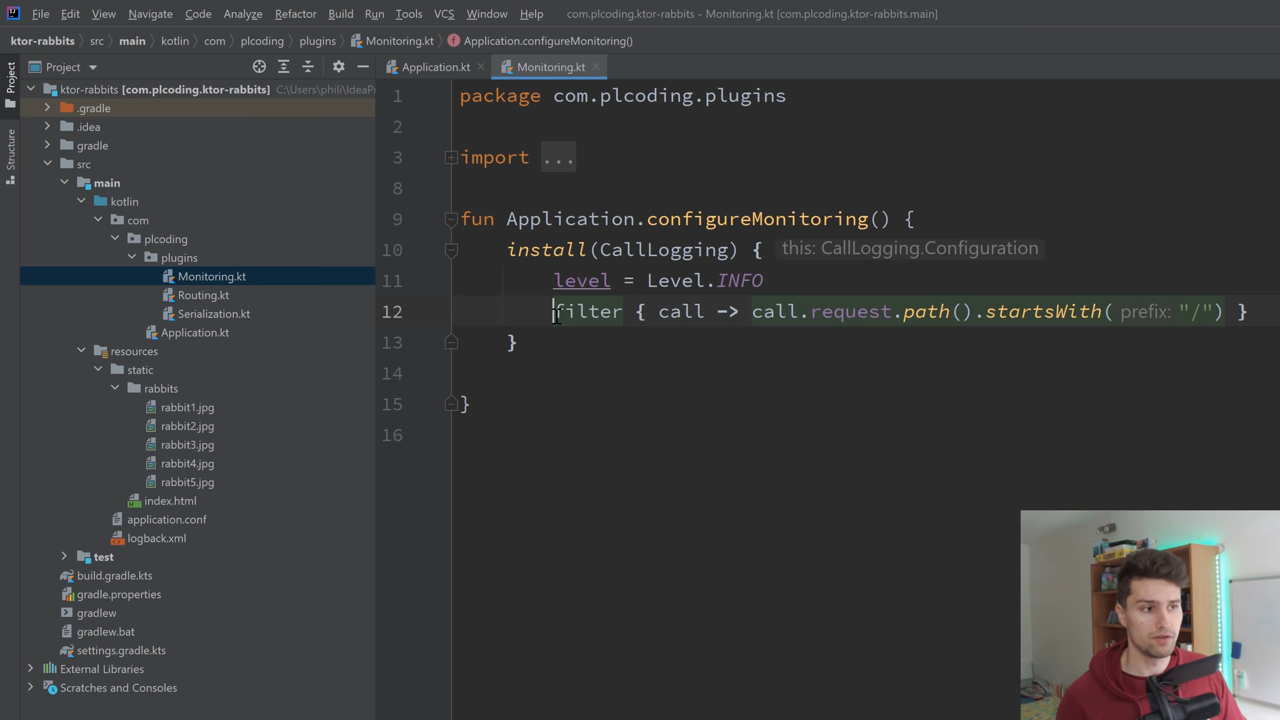 File Edit View Navigate Code Analyze Refactor Build Run Tools VCS Window Help com.plcoding.ktor-rabbits - Monitoring.kt [com.plcoding.ktor-rabbits.main]
ktor-rabbits src main kotlin com plcoding plugins Monitoring.kt Application.configureMonitoring()
Project
Structure
Project
ktor-rabbits [com.plcoding.ktor-rabbits] C:\Users\phili\IdeaP
.gradle
.idea
gradle
src
main
kotlin
com
plcoding
plugins
Monitoring.kt
Routing.kt
Serialization.kt
Application.kt
resources
static
rabbits
rabbit1.jpg
rabbit2.jpg
rabbit3.jpg
rabbit4.jpg
rabbit5.jpg
index.html
application.conf
logback.xml
test
build.gradle.kts
gradle.properties
gradlew
gradlew.bat
settings.gradle.kts
External Libraries
Scratches and Consoles
Application.kt Monitoring.kt
1 package com.plcoding.plugins
2
3 import ...
8
9 fun Application.configureMonitoring() {
10 install(CallLogging) { this: CallLogging.Configuration
11 level = Level.INFO
12 filter { call -> call.request.path().startsWith( prefix: "/") }
13 }
14
15 }
16